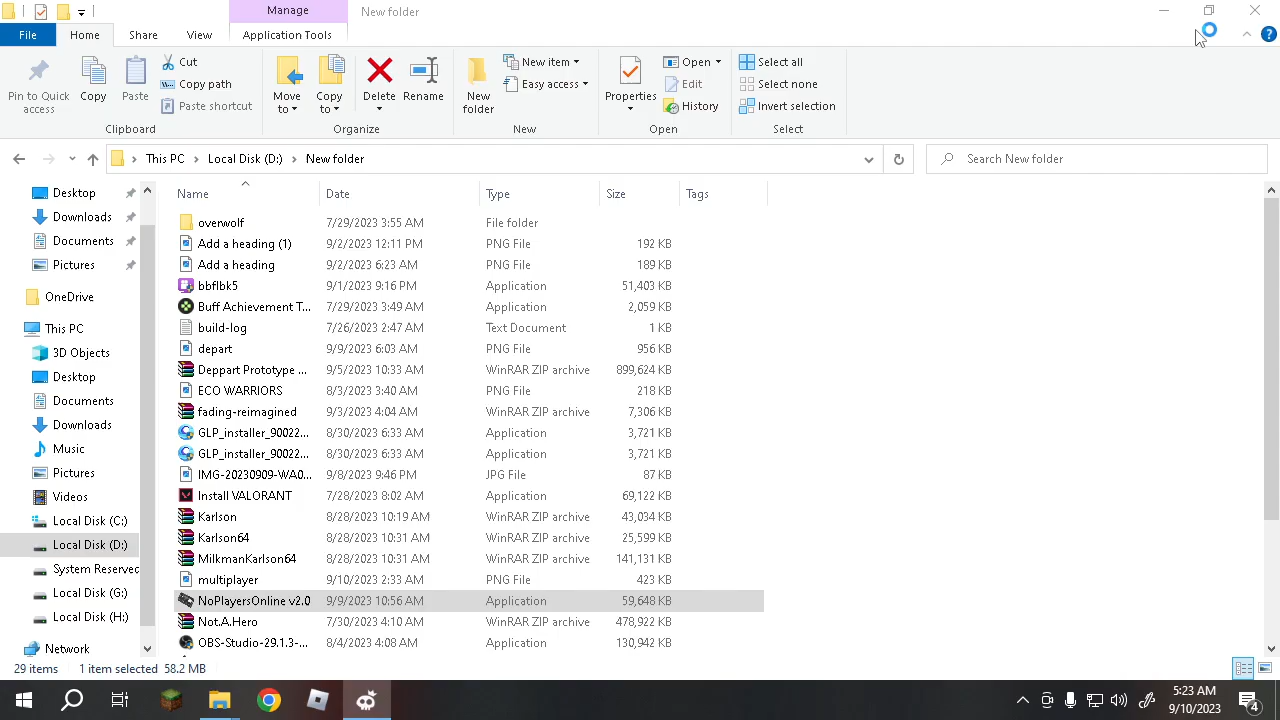 Manage
New folder
File
Home
Share
View
Application Tools
Pin to Quick access
Copy
Paste
Cut
Copy path
Paste shortcut
Clipboard
Move to
Copy to
Delete
Rename
Organize
New folder
New item
Easy access
New
Properties
Open
Edit
History
Open
Select all
Select none
Invert selection
Select
This PC > Local Disk (D:) > New folder
Search New folder
Desktop
Downloads
Documents
Pictures
OneDrive
This PC
3D Objects
Desktop
Documents
Downloads
Music
Pictures
Videos
Local Disk (C:)
Local Disk (D:)
System Reserved
Local Disk (G:)
Local Disk (H:)
Network
Name Date Type Size Tags
overwolf 7/29/2023 3:55 AM File folder
Add a heading (1) 9/2/2023 12:11 PM PNG File 192 KB
Add a heading 9/2/2023 6:23 AM PNG File 189 KB
bbflbk5 9/1/2023 9:16 PM Application 51,403 KB
Buff Achievement T... 7/29/2023 3:49 AM Application 2,059 KB
build-log 7/26/2023 2:47 AM Text Document 1 KB
depart 9/9/2023 6:03 AM PNG File 956 KB
Deppart Prototype ... 9/5/2023 10:33 AM WinRAR ZIP archive 899,624 KB
ECO WARRIORS 8/3/2023 3:40 AM PNG File 218 KB
fading-reimagined 9/3/2023 4:04 AM WinRAR ZIP archive 7,306 KB
GLP_installer_90022... 8/30/2023 6:33 AM Application 3,721 KB
GLP_installer_90022... 8/30/2023 6:33 AM Application 3,721 KB
IMG-20230909-WA0... 9/8/2023 9:46 PM JPG File 87 KB
Install VALORANT 7/28/2023 8:02 AM Application 69,122 KB
Karlson 8/28/2023 10:19 AM WinRAR ZIP archive 43,034 KB
Karlson64 8/28/2023 10:31 AM WinRAR ZIP archive 25,599 KB
MilkmanKarlson64 8/28/2023 10:31 AM WinRAR ZIP archive 141,131 KB
multiplayer 9/10/2023 2:33 AM PNG File 423 KB
NoPlayersOnline v2.0 9/9/2023 10:56 AM Application 59,648 KB
Not.A.Hero 7/30/2023 4:10 AM WinRAR ZIP archive 478,922 KB
OBS-Studio-29.1.3-... 8/4/2023 4:08 AM Application 130,942 KB
29 items 1 item selected 58.2 MB
5:23 AM
9/10/2023
4